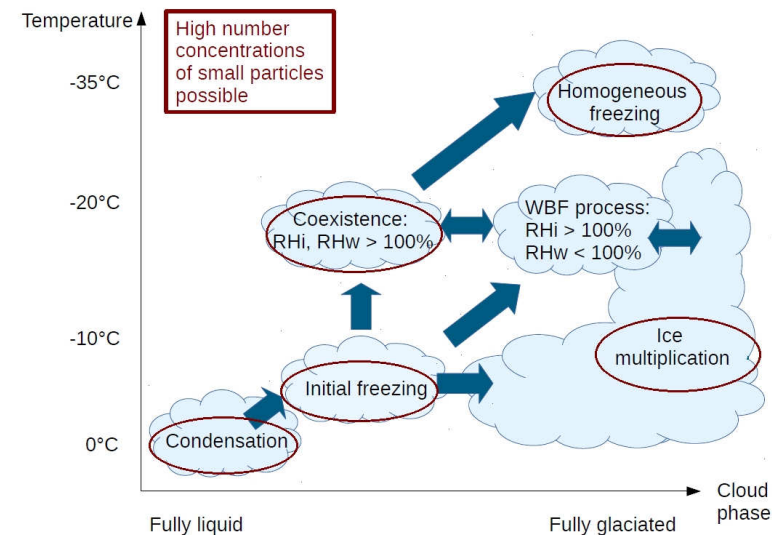 Temperature
High number
concentrations
of small particles
possible
-35°C
Homogeneous
freezing
-20°C
Coexistence:
RHi, RHw > 100%
WBF process:
RHi > 100%
RHw < 100%
-10°C
Ice
multiplication
Initial freezing
0°C
Condensation
Cloud
phase
Fully liquid
Fully glaciated